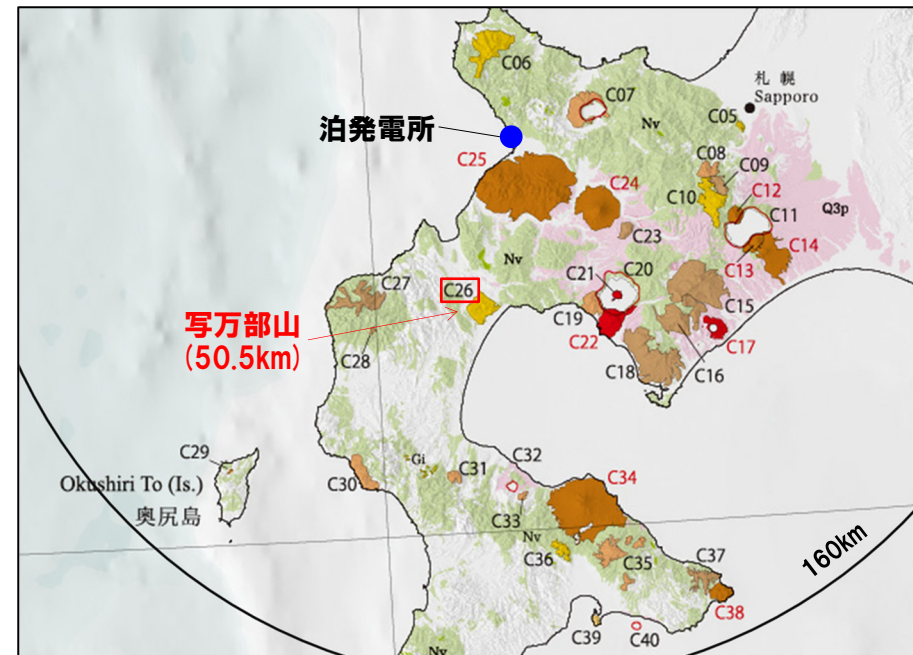 C06
C07
札幌
Sapporo
泊発電所
Nv
C05
C25
C08
C09
C24
C10
C12
C11
Q3p
C23
C14
Nv
C13
C21
C20
C27
C26
C15
写万部山
(50.5km)
C19
C22
C17
C28
C18
C16
C29
Gi
C31
C32
C34
Okushiri To (Is.)
C30
奥尻島
C33
Nv
C36
C35
C37
160km
C38
C39
C40
Nv